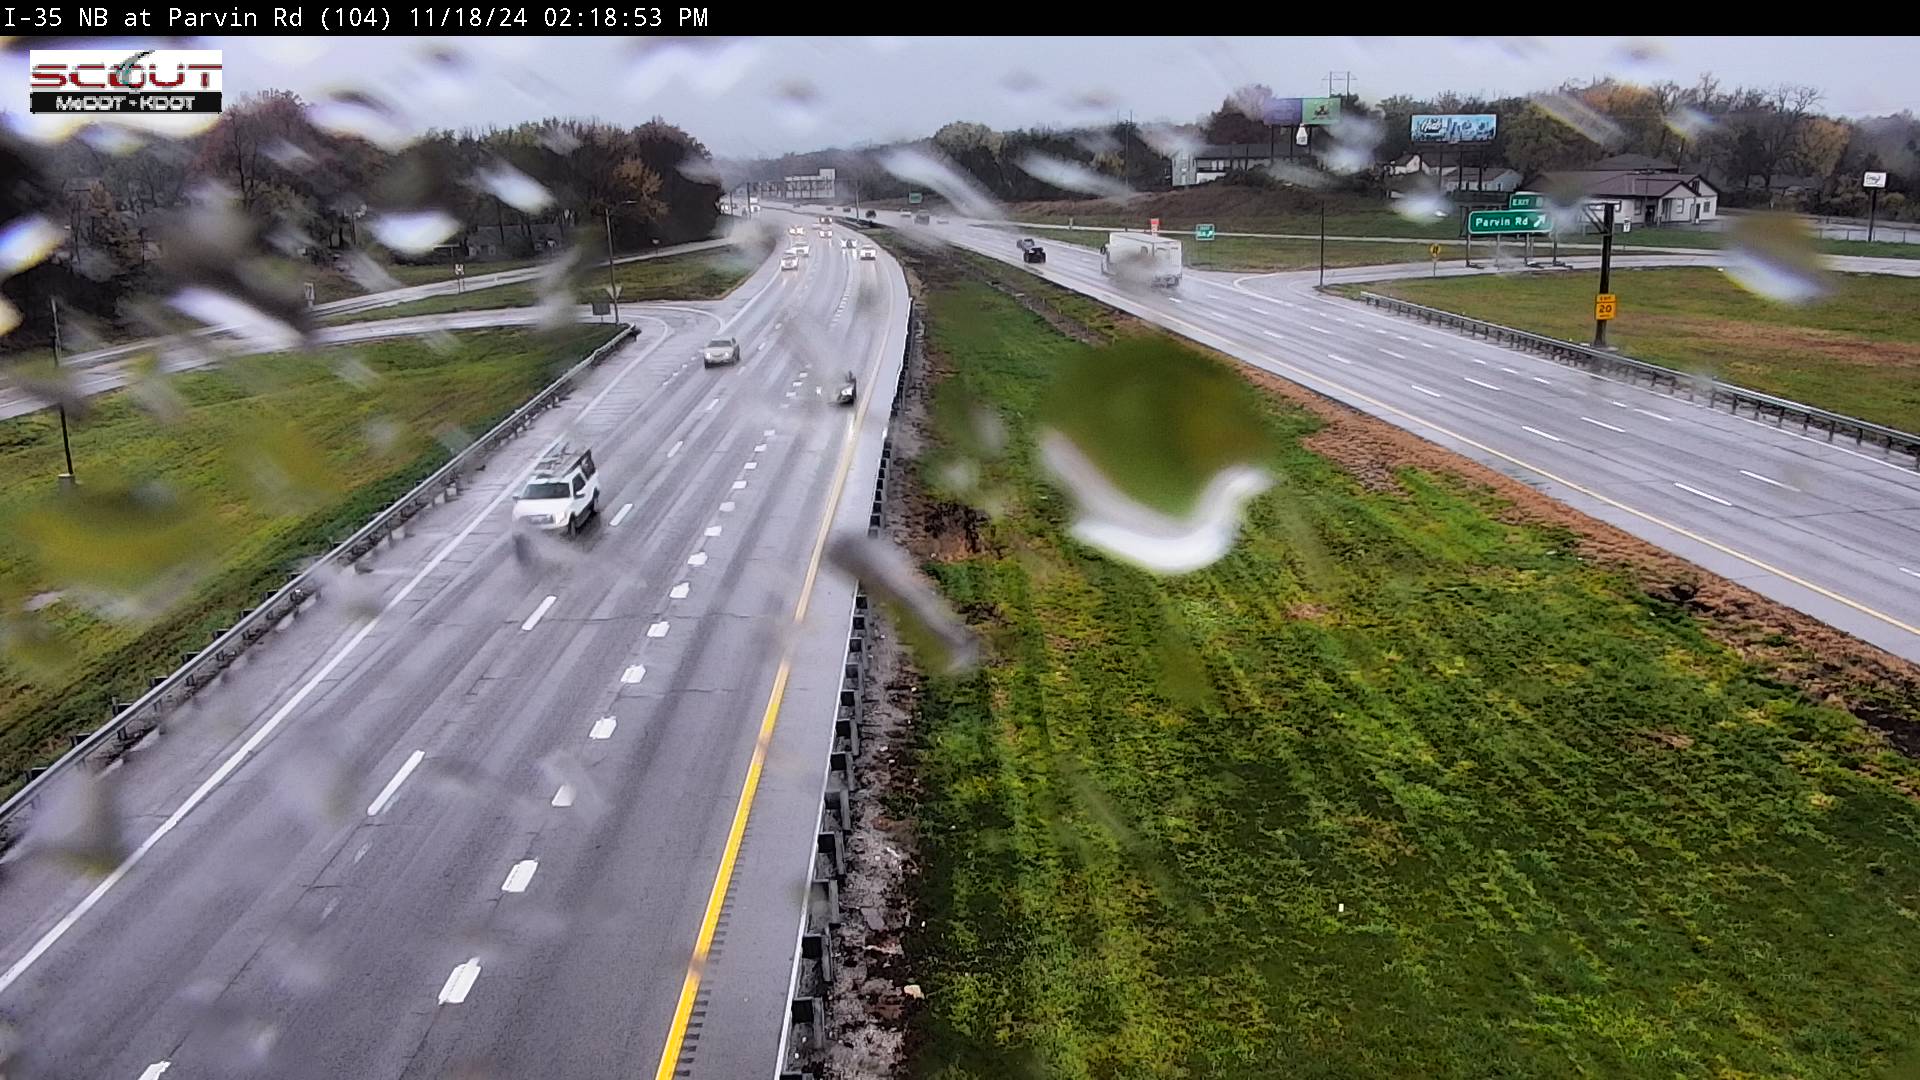 I-35 NB at Parvin Rd (104) 11/18/24 02:18:53 PM
SCOUT
MoDOT - KDOT
EXIT
Parvin Rd
EXIT
20